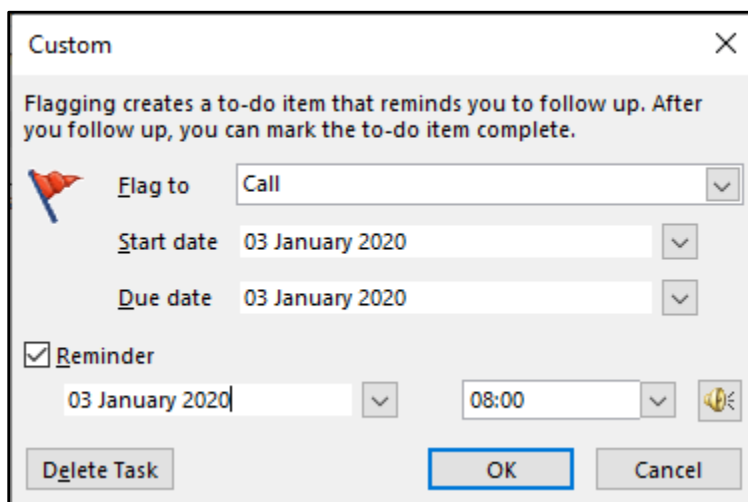 Custom
Flagging creates a to-do item that reminds you to follow up. After
you follow up, you can mark the to-do item complete.
Flag to Call
Start date 03 January 2020
Due date 03 January 2020
Reminder
03 January 2020 08:00
Delete Task OK Cancel